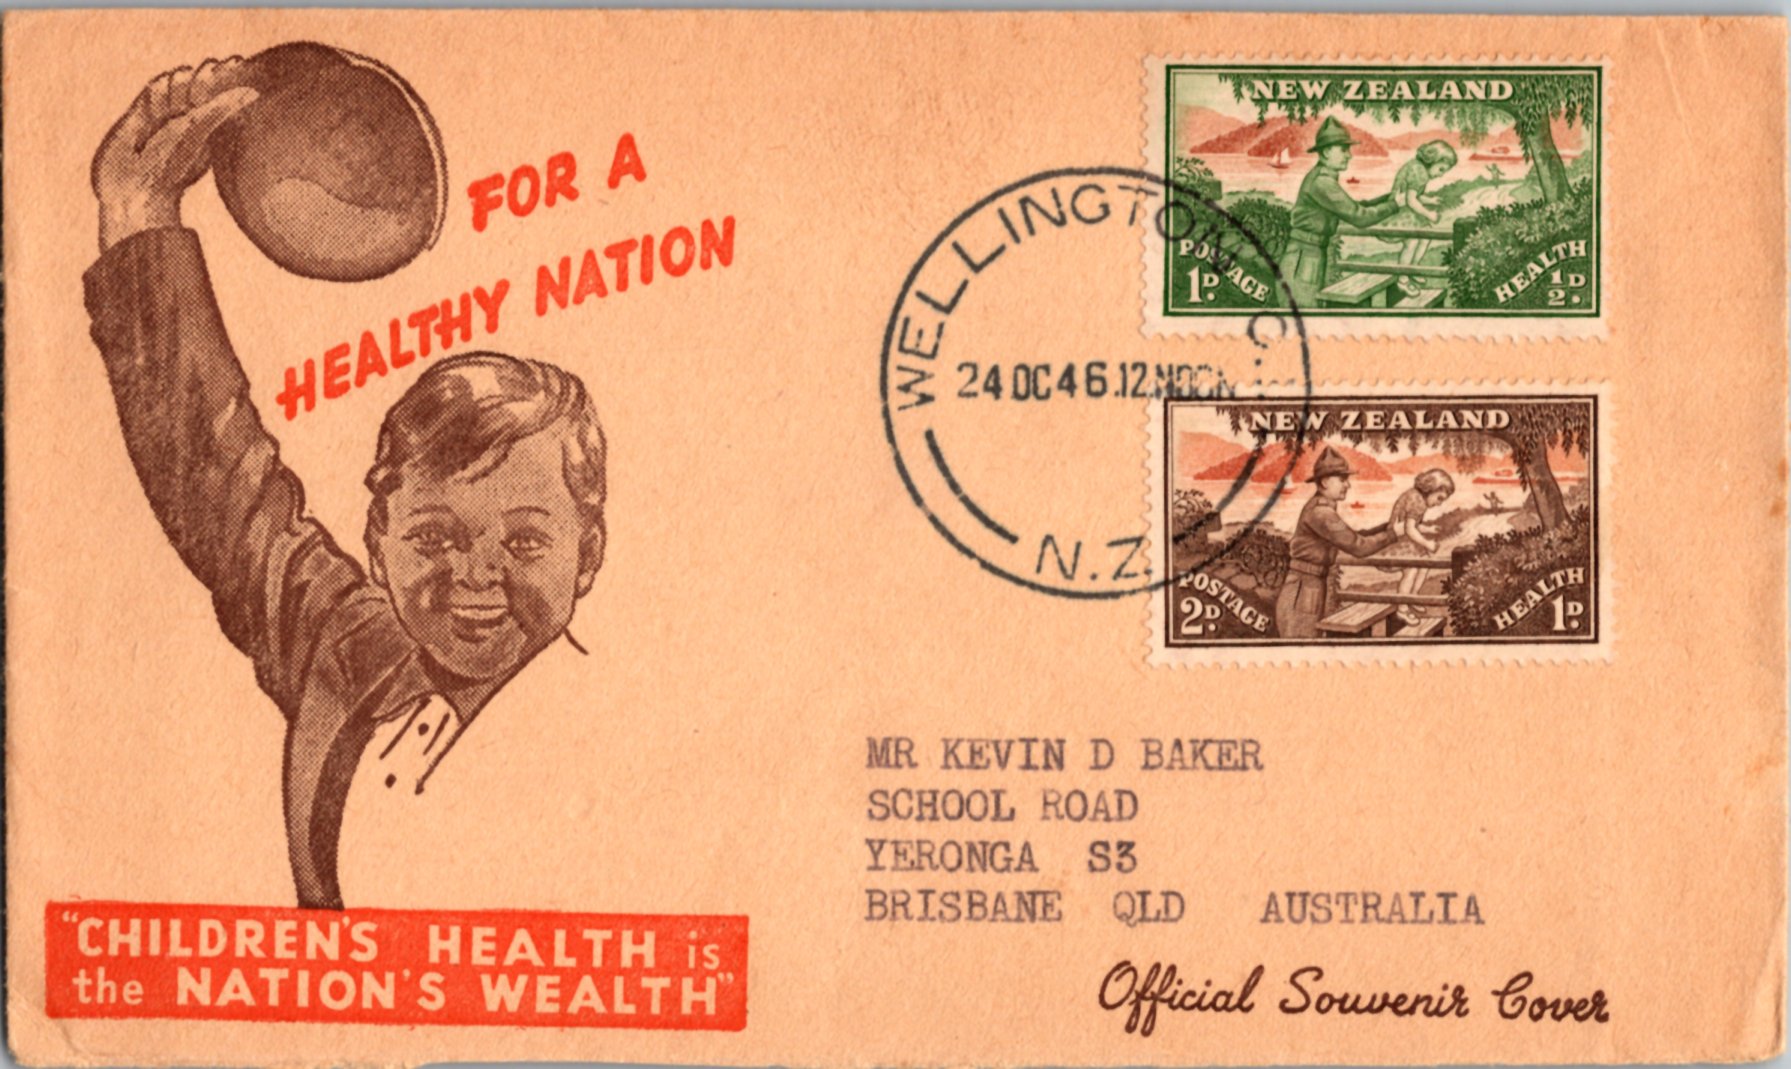 FOR A
HEALTHY NATION
"CHILDREN'S HEALTH is
the NATION'S WEALTH"
WELLINGTON C.1.
24 OC 46.12.NOON
N.Z.
NEW ZEALAND
POSTAGE
1D.
HEALTH
½D.
NEW ZEALAND
POSTAGE
2D.
HEALTH
1D.
MR KEVIN D BAKER
SCHOOL ROAD
YERONGA S3
BRISBANE QLD AUSTRALIA
Official Souvenir Cover